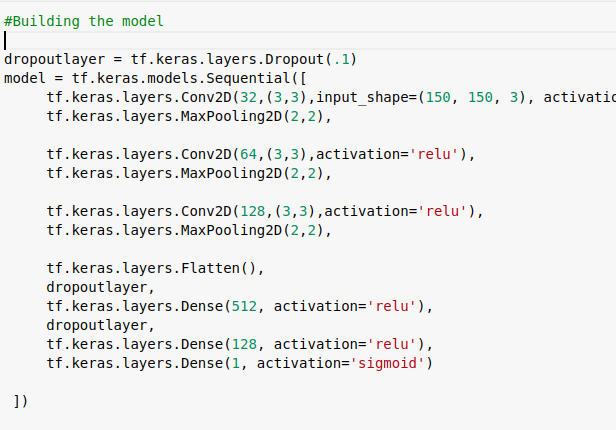 #Building the model
dropoutlayer = tf.keras.layers.Dropout(.1)
model = tf.keras.models.Sequential([
tf.keras.layers.Conv2D(32,(3,3),input_shape=(150, 150, 3), activatio
tf.keras.layers.MaxPooling2D(2,2),
tf.keras.layers.Conv2D(64,(3,3),activation='relu'),
tf.keras.layers.MaxPooling2D(2,2),
tf.keras.layers.Conv2D(128,(3,3),activation='relu'),
tf.keras.layers.MaxPooling2D(2,2),
tf.keras.layers.Flatten(),
dropoutlayer,
tf.keras.layers.Dense(512, activation='relu'),
dropoutlayer,
tf.keras.layers.Dense(128, activation='relu'),
tf.keras.layers.Dense(1, activation='sigmoid')
])